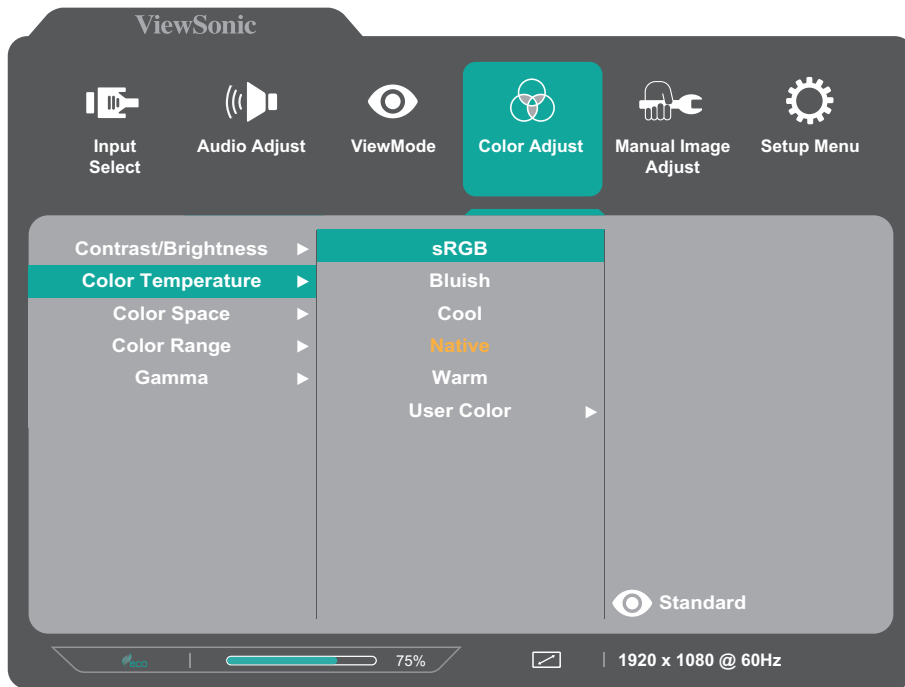 ViewSonic
Input Select
Audio Adjust
ViewMode
Color Adjust
Manual Image Adjust
Setup Menu
Contrast/Brightness
Color Temperature
Color Space
Color Range
Gamma
sRGB
Bluish
Cool
Native
Warm
User Color
Standard
eco
75%
1920 x 1080 @ 60Hz